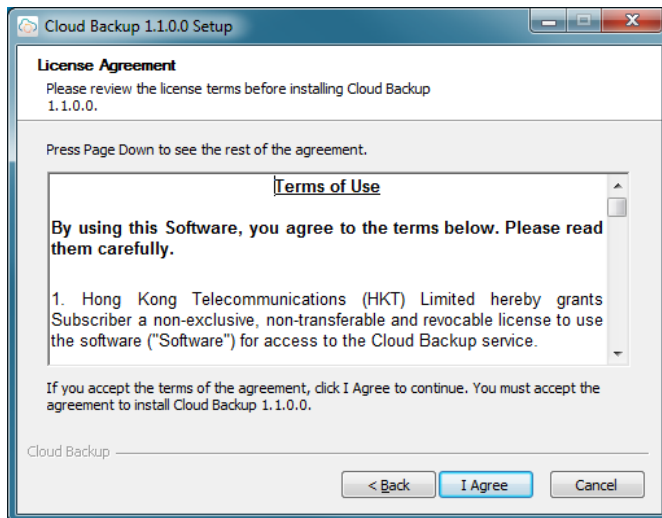 Cloud Backup 1.1.0.0 Setup
License Agreement
Please review the license terms before installing Cloud Backup
1.1.0.0.
Press Page Down to see the rest of the agreement.
Terms of Use
By using this Software, you agree to the terms below. Please read
them carefully.
1. Hong Kong Telecommunications (HKT) Limited hereby grants
Subscriber a non-exclusive, non-transferable and revocable license to use
the software ("Software") for access to the Cloud Backup service.
If you accept the terms of the agreement, click I Agree to continue. You must accept the
agreement to install Cloud Backup 1.1.0.0.
Cloud Backup
< Back I Agree Cancel